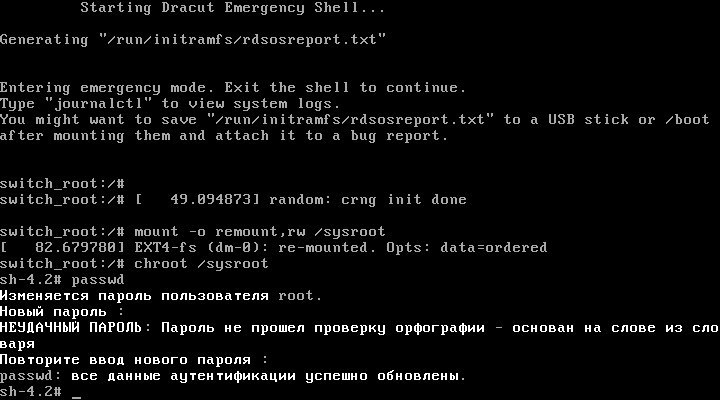 Starting Dracut Emergency Shell...
Generating "/run/initramfs/rdsosreport.txt"
Entering emergency mode. Exit the shell to continue.
Type "journalctl" to view system logs.
You might want to save "/run/initramfs/rdsosreport.txt" to a USB stick or /boot
after mounting them and attach it to a bug report.
switch_root:/#
switch_root:/# [   49.094873] random: crng init done
switch_root:/# mount -o remount,rw /sysroot
[   82.679780] EXT4-fs (dm-0): re-mounted. Opts: data=ordered
switch_root:/# chroot /sysroot
sh-4.2# passwd
Изменяется пароль пользователя root.
Новый пароль :
НЕУДАЧНЫЙ ПАРОЛЬ: Пароль не прошел проверку орфографии - основан на слове из сло
варя
Повторите ввод нового пароля :
passwd: все данные аутентификации успешно обновлены.
sh-4.2# _